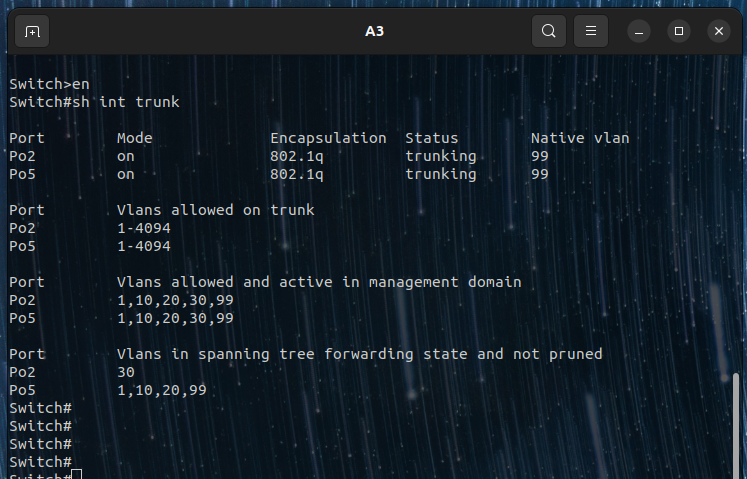 A3
Switch>en
Switch#sh int trunk
Port Mode Encapsulation Status Native vlan
Po2 on 802.1q trunking 99
Po5 on 802.1q trunking 99
Port Vlans allowed on trunk
Po2 1-4094
Po5 1-4094
Port Vlans allowed and active in management domain
Po2 1,10,20,30,99
Po5 1,10,20,30,99
Port Vlans in spanning tree forwarding state and not pruned
Po2 30
Po5 1,10,20,99
Switch#
Switch#
Switch#
Switch#
Switch#